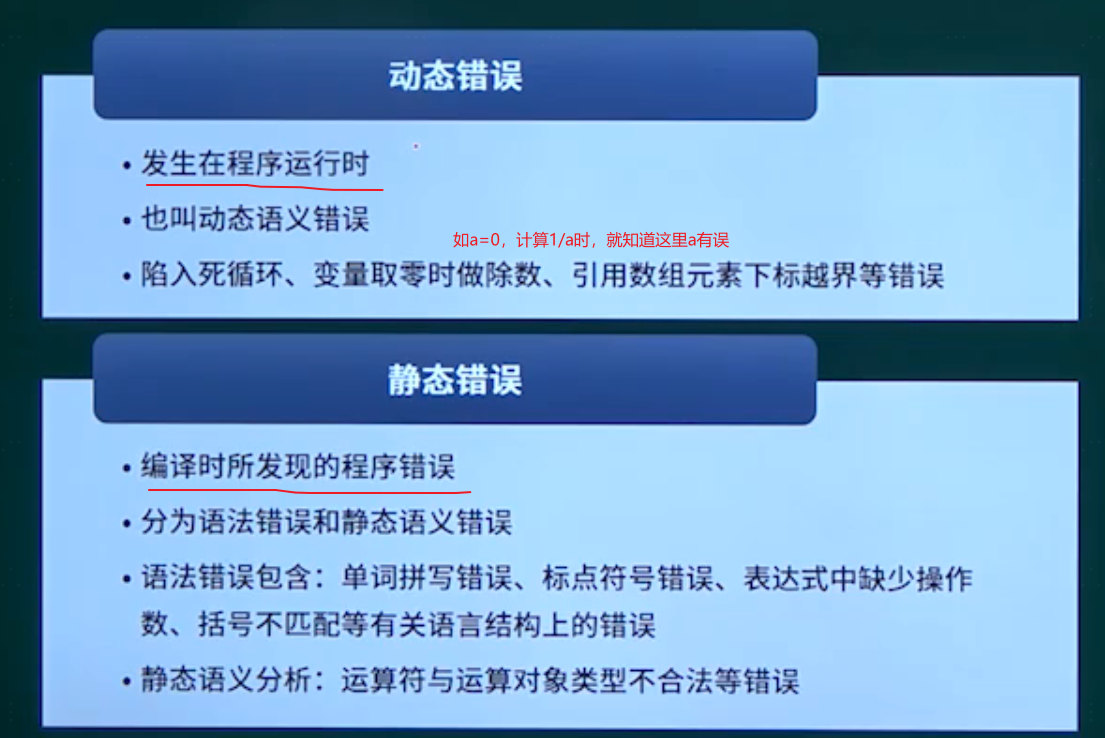 动态错误
• 发生在程序运行时
• 也叫动态语义错误
如a=0，计算1/a时，就知道这里a有误
• 陷入死循环、变量取零时做除数、引用数组元素下标越界等错误
静态错误
• 编译时所发现的程序错误
• 分为语法错误和静态语义错误
• 语法错误包含：单词拼写错误、标点符号错误、表达式中缺少操作
数、括号不匹配等有关语言结构上的错误
• 静态语义分析：运算符与运算对象类型不合法等错误